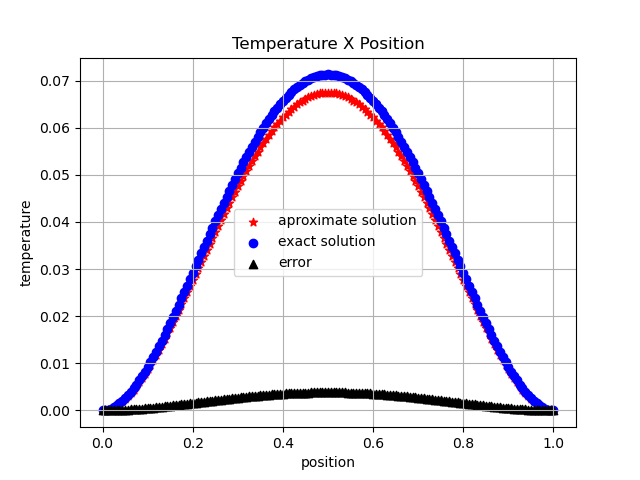 Temperature X Position
temperature
0.07
0.06
0.05
0.04
0.03
0.02
0.01
0.00
aproximate solution
exact solution
error
0.0 0.2 0.4 0.6 0.8 1.0
position